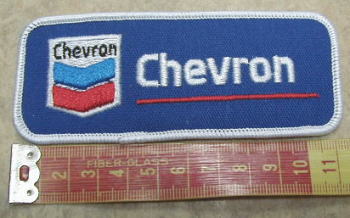 Chevron
Chevron
FIBER-GLASS
2 3 4 5 6 7 8 9 10 11